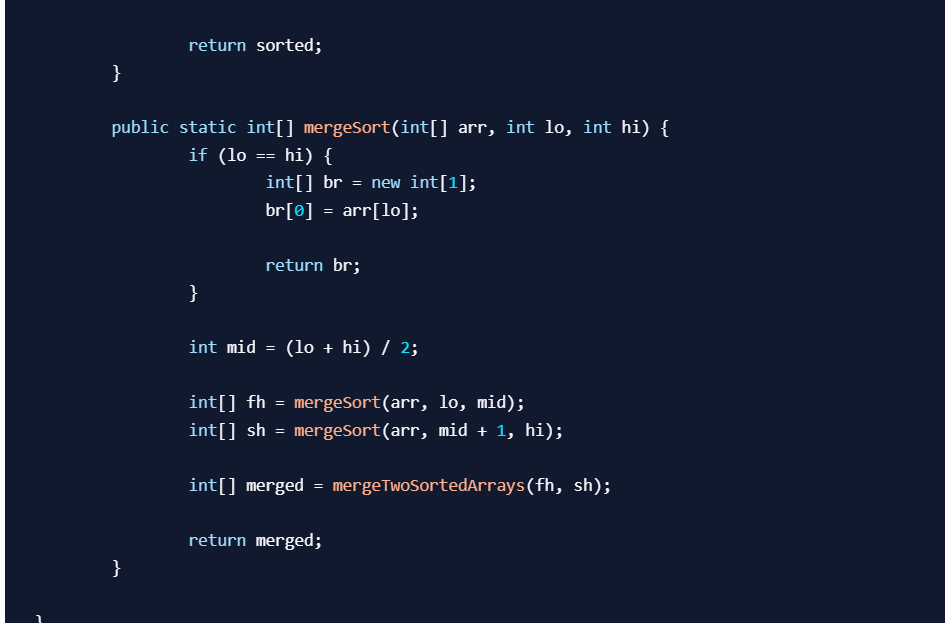 return sorted;
}
public static int[] mergeSort(int[] arr, int lo, int hi) {
if (lo == hi) {
int[] br = new int[1];
br[0] = arr[lo];
return br;
}
int mid = (lo + hi) / 2;
int[] fh = mergeSort(arr, lo, mid);
int[] sh = mergeSort(arr, mid + 1, hi);
int[] merged = mergeTwoSortedArrays(fh, sh);
return merged;
}
}